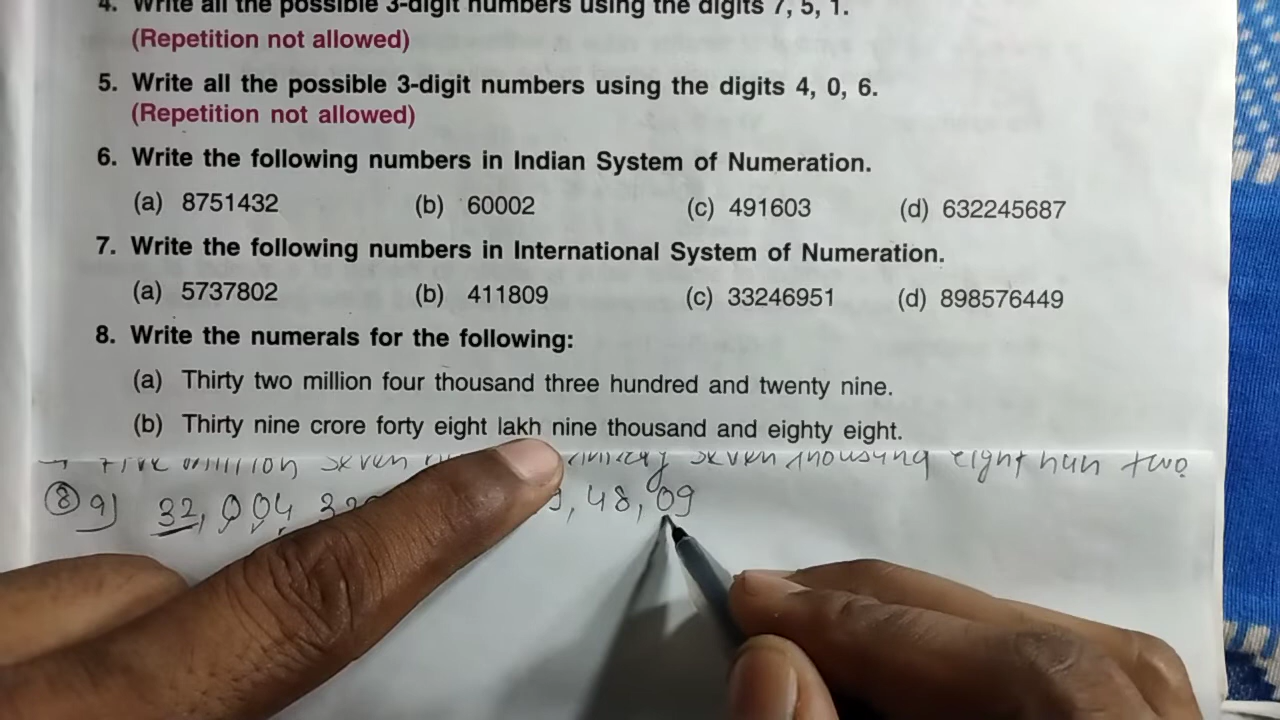 4. Write all the possible 3-digit numbers using the digits 7, 5, 1.
(Repetition not allowed)
5. Write all the possible 3-digit numbers using the digits 4, 0, 6.
(Repetition not allowed)
6. Write the following numbers in Indian System of Numeration.
(a) 8751432 (b) 60002 (c) 491603 (d) 632245687
7. Write the following numbers in International System of Numeration.
(a) 5737802 (b) 411809 (c) 33246951 (d) 898576449
8. Write the numerals for the following:
(a) Thirty two million four thousand three hundred and twenty nine.
(b) Thirty nine crore forty eight lakh nine thousand and eighty eight.
→ Five million seven seven thousand eight hun two
8 a) 32,004, 9,48,09